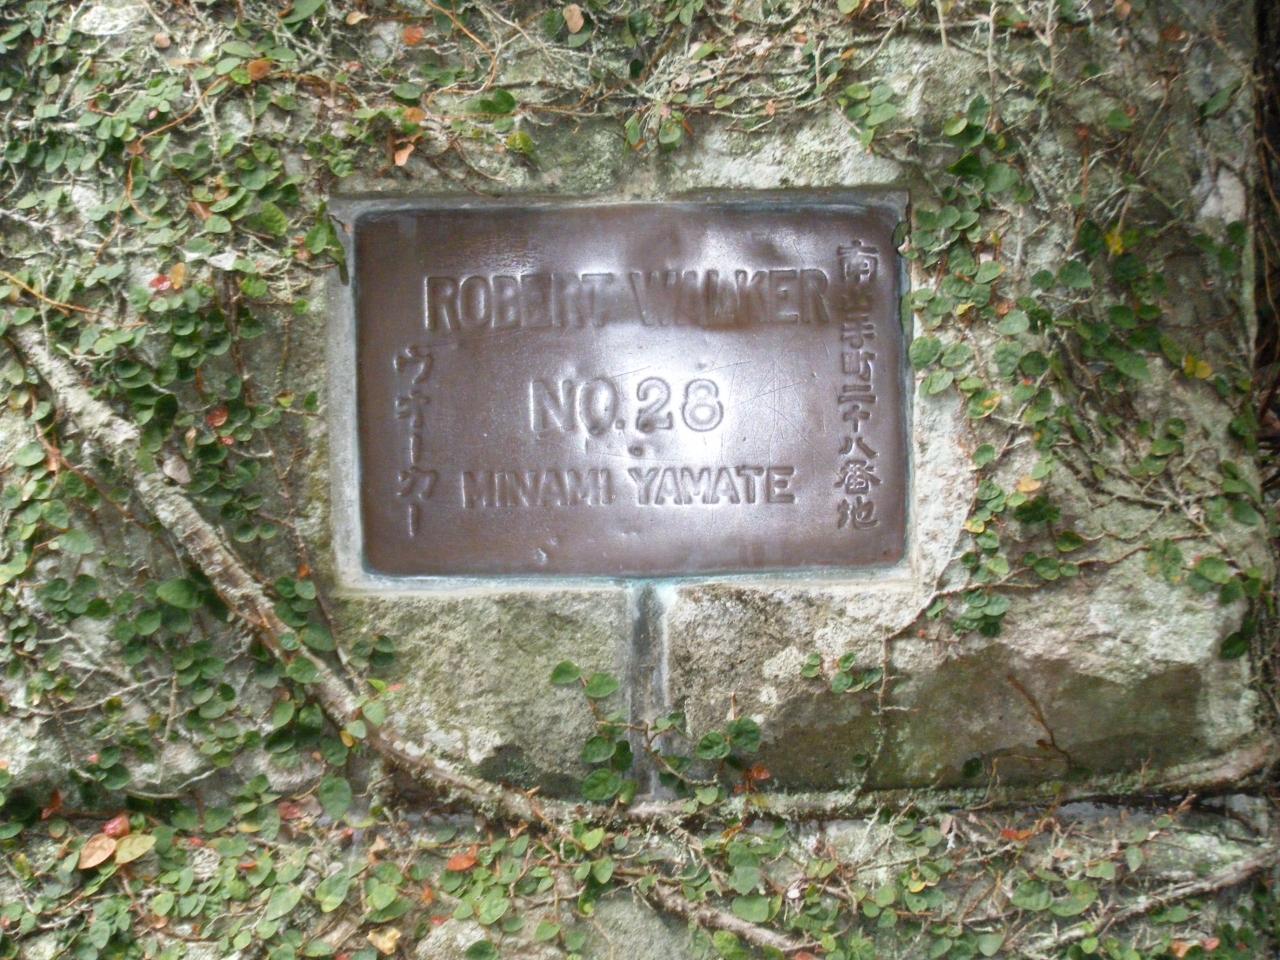 ROBERT WALKER
NO. 28
MINAMI YAMATE
南山手町二十八番地
ウオーカー